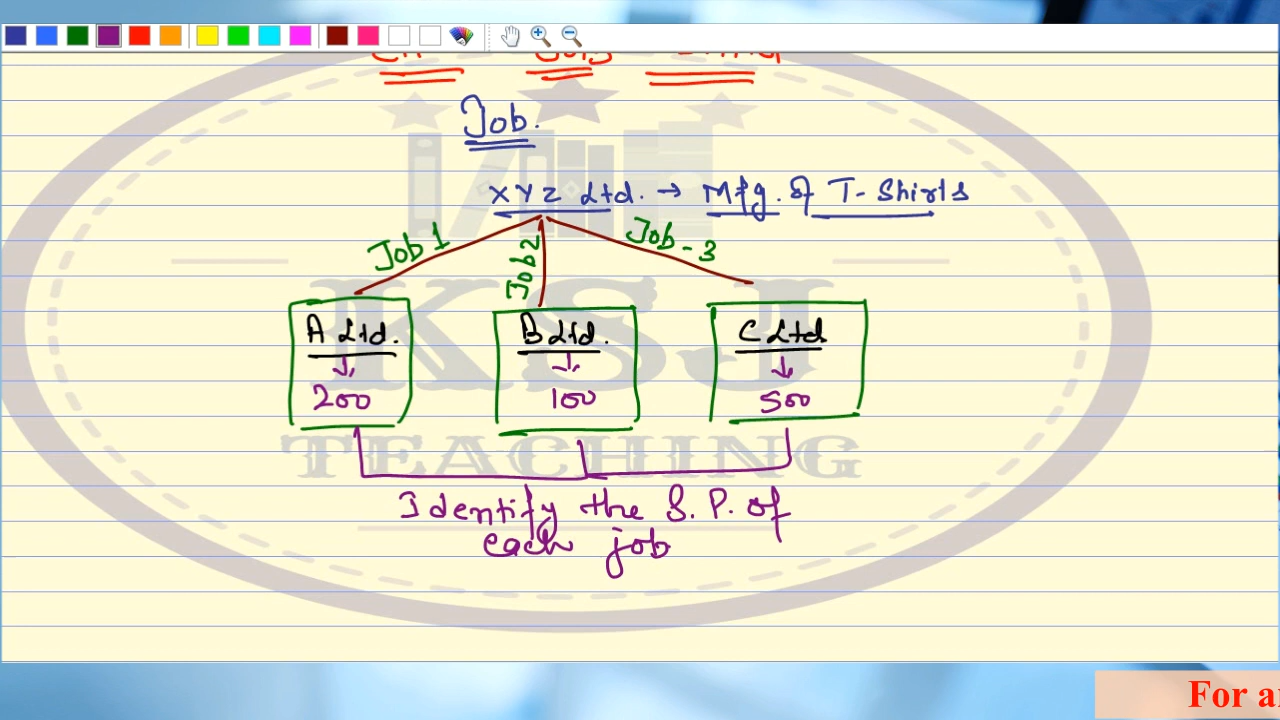 Job.
XYZ Ltd. → Mfg. of T-Shirts
Job 1 Job 2 Job-3
A Ltd. B Ltd. C Ltd
↓ ↓ ↓
200 100 500
KSJ
TEACHING
Identify the S.P. of
each job
For a